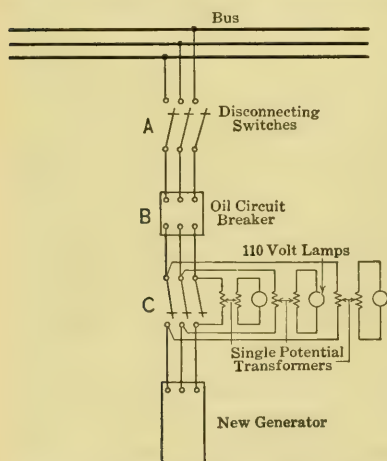 Bus
A
Disconnecting
Switches
B
Oil Circuit
Breaker
110 Volt Lamps
C
Single Potential
Transformers
New Generator